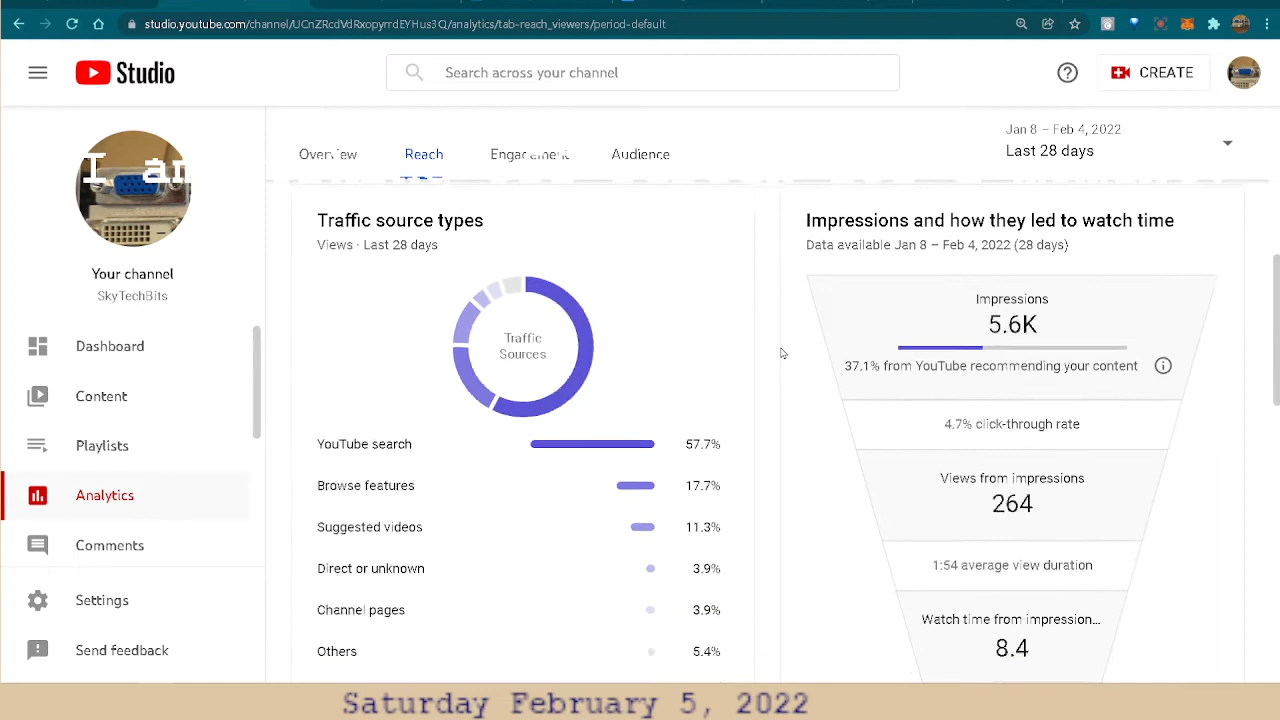 studio.youtube.com/channel/UCnZRcdVdRxopyrrdEYHus3Q/analytics/tab-reach_viewers/period-default
Studio
Search across your channel
CREATE
I am
Your channel
SkyTechBits
Dashboard
Content
Playlists
Analytics
Comments
Settings
Send feedback
Overview
Reach
Engagement
Audience
Jan 8 – Feb 4, 2022
Last 28 days
Traffic source types
Views · Last 28 days
Traffic
Sources
YouTube search 57.7%
Browse features 17.7%
Suggested videos 11.3%
Direct or unknown 3.9%
Channel pages 3.9%
Others 5.4%
Impressions and how they led to watch time
Data available Jan 8 – Feb 4, 2022 (28 days)
Impressions
5.6K
37.1% from YouTube recommending your content
4.7% click-through rate
Views from impressions
264
1:54 average view duration
Watch time from impression...
8.4
Saturday February 5, 2022